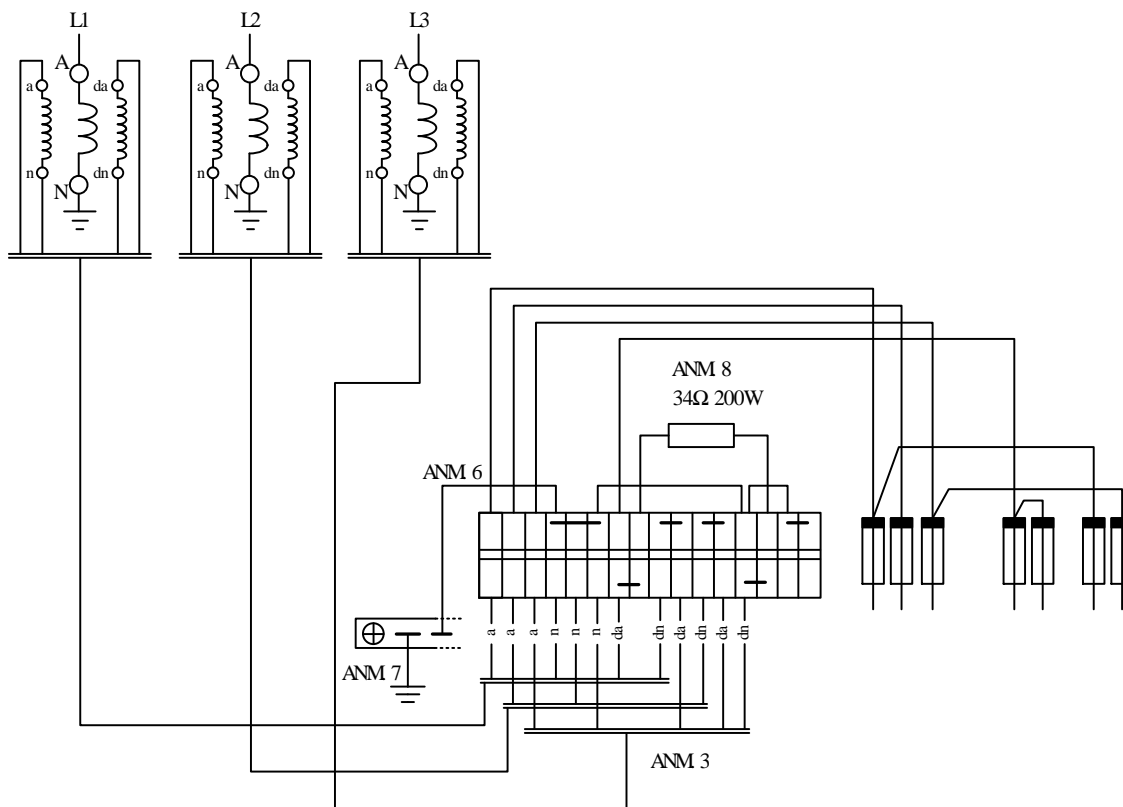 L1 L2 L3
A A A
a da a da a da
n dn n dn n dn
N N N
ANM. 8
34Ω 200W
ANM. 6
a a a n n n da dn da dn da dn
ANM. 7
ANM. 3